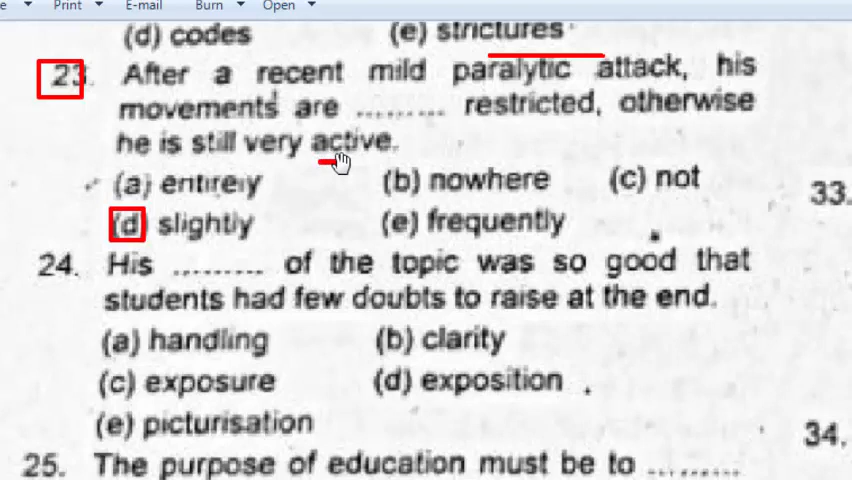 e Print E-mail Burn Open
(d) codes (e) strictures
23. After a recent mild paralytic attack, his
movements are ......... restricted, otherwise
he is still very active.
(a) entirely (b) nowhere (c) not
(d) slightly (e) frequently
33.
24. His ......... of the topic was so good that
students had few doubts to raise at the end.
(a) handling (b) clarity
(c) exposure (d) exposition
(e) picturisation
34.
25. The purpose of education must be to .........